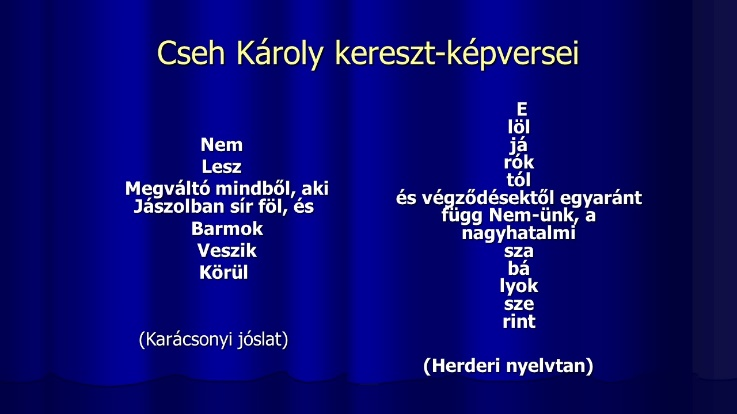 Cseh Károly kereszt-képversei
Nem
Lesz
Megváltó mindből, aki
Jászolban sír föl, és
Barmok
Veszik
Körül
(Karácsonyi jóslat)
E
löl
já
rók
tól
és végződésektől egyaránt
függ Nem-ünk, a
nagyhatalmi
sza
bá
lyok
sze
rint
(Herderi nyelvtan)